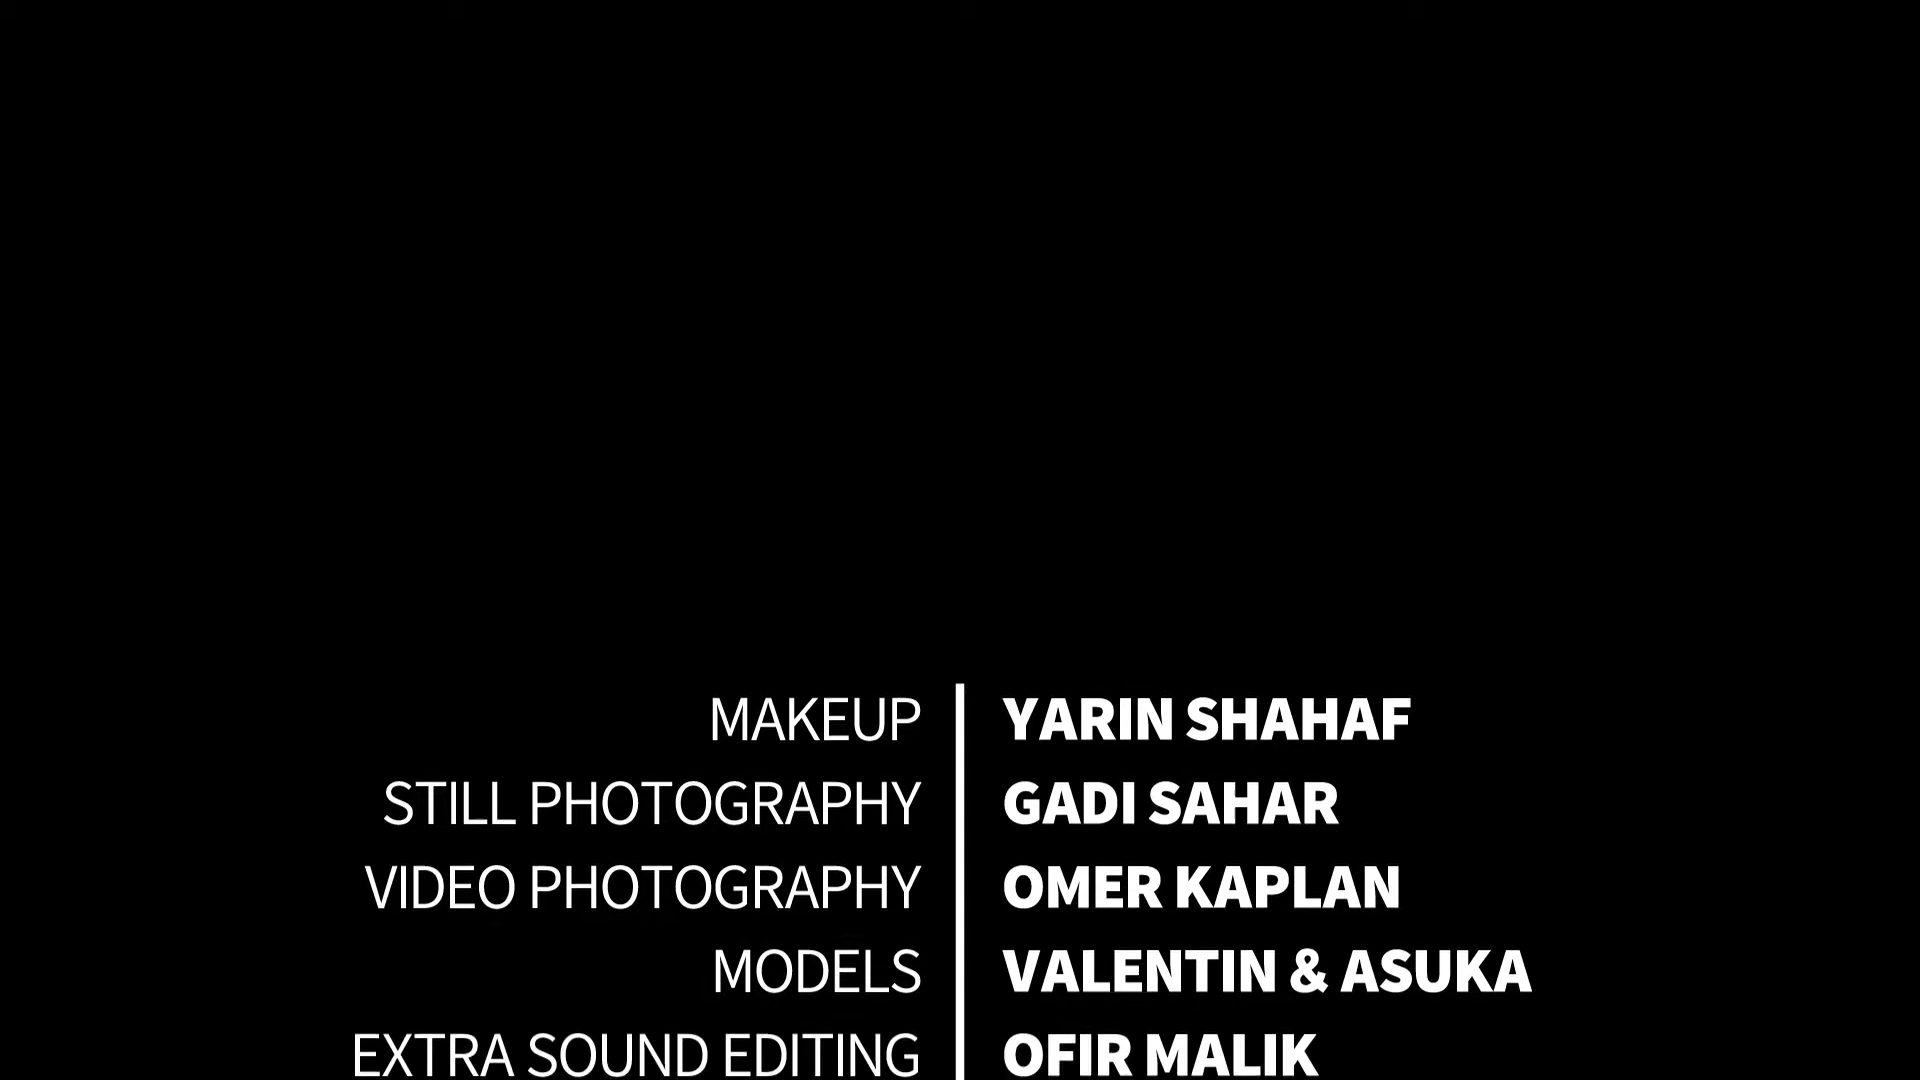 MAKEUP YARIN SHAHAF
STILL PHOTOGRAPHY GADI SAHAR
VIDEO PHOTOGRAPHY OMER KAPLAN
MODELS VALENTIN & ASUKA
EXTRA SOUND EDITING OFIR MALIK